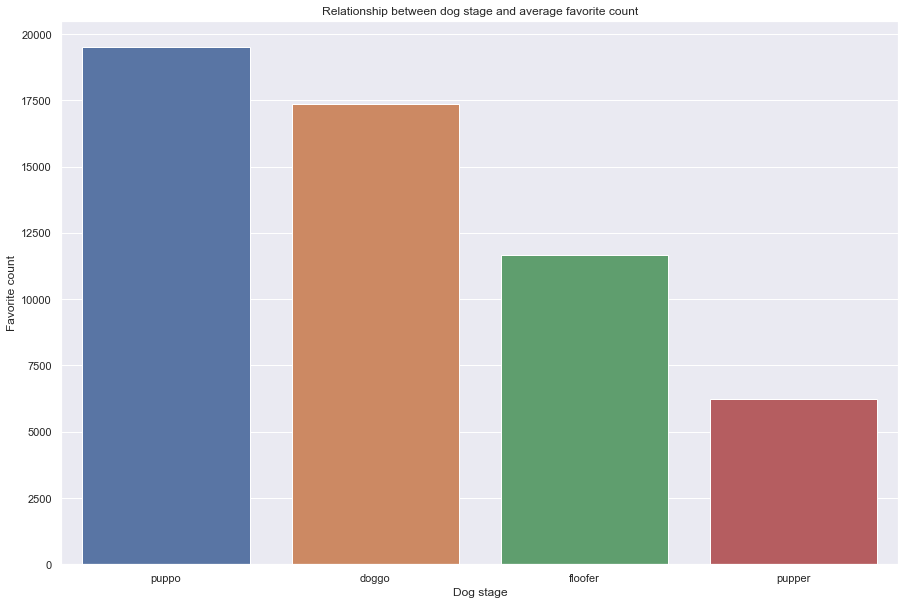 Relationship between dog stage and average favorite count
20000
17500
15000
12500
10000
7500
5000
2500
0
Favorite count
puppo doggo floofer pupper
Dog stage